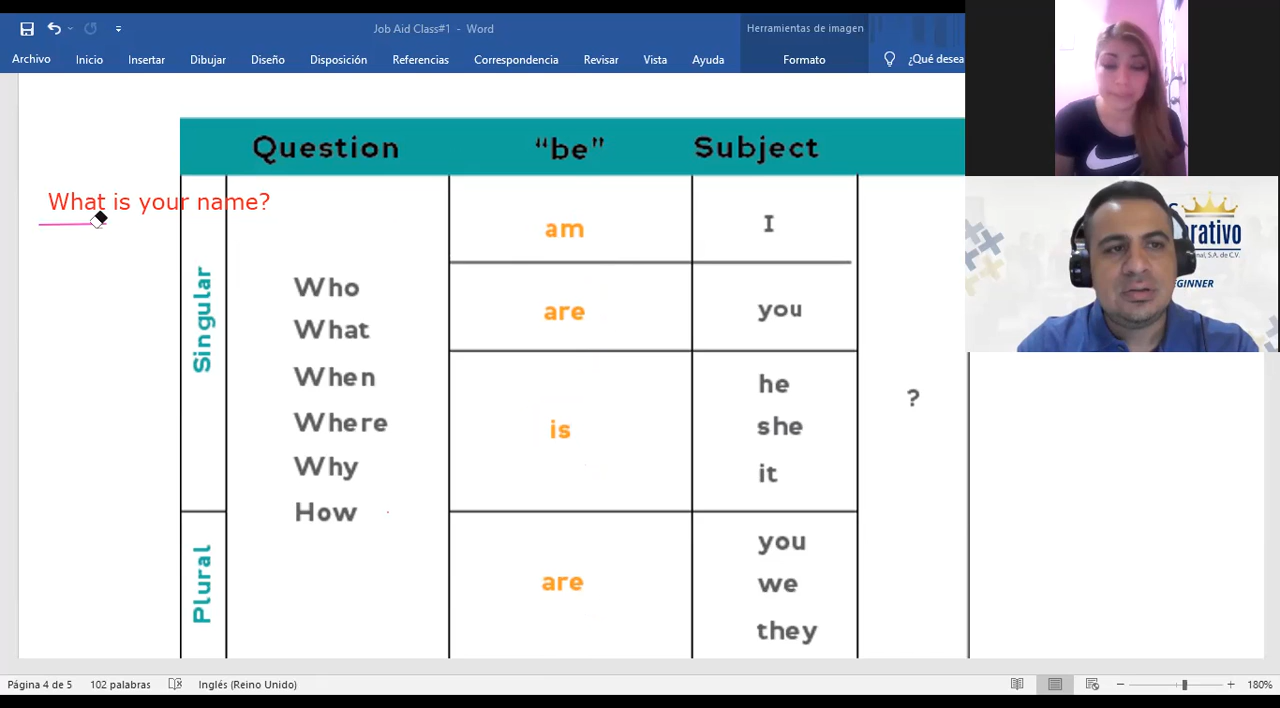 Job Aid Class#1 - Word
Herramientas de imagen
Archivo Inicio Insertar Dibujar Diseño Disposición Referencias Correspondencia Revisar Vista Ayuda Formato ¿Qué desea
Question "be" Subject
What is your name?
Singular
Who
What
When
Where
Why
How
am I
are you
is
he
she
it
?
Plural
are
you
we
they
rativo
nal, S.A. de C.V.
GINNER
Página 4 de 5 102 palabras Inglés (Reino Unido) 180%